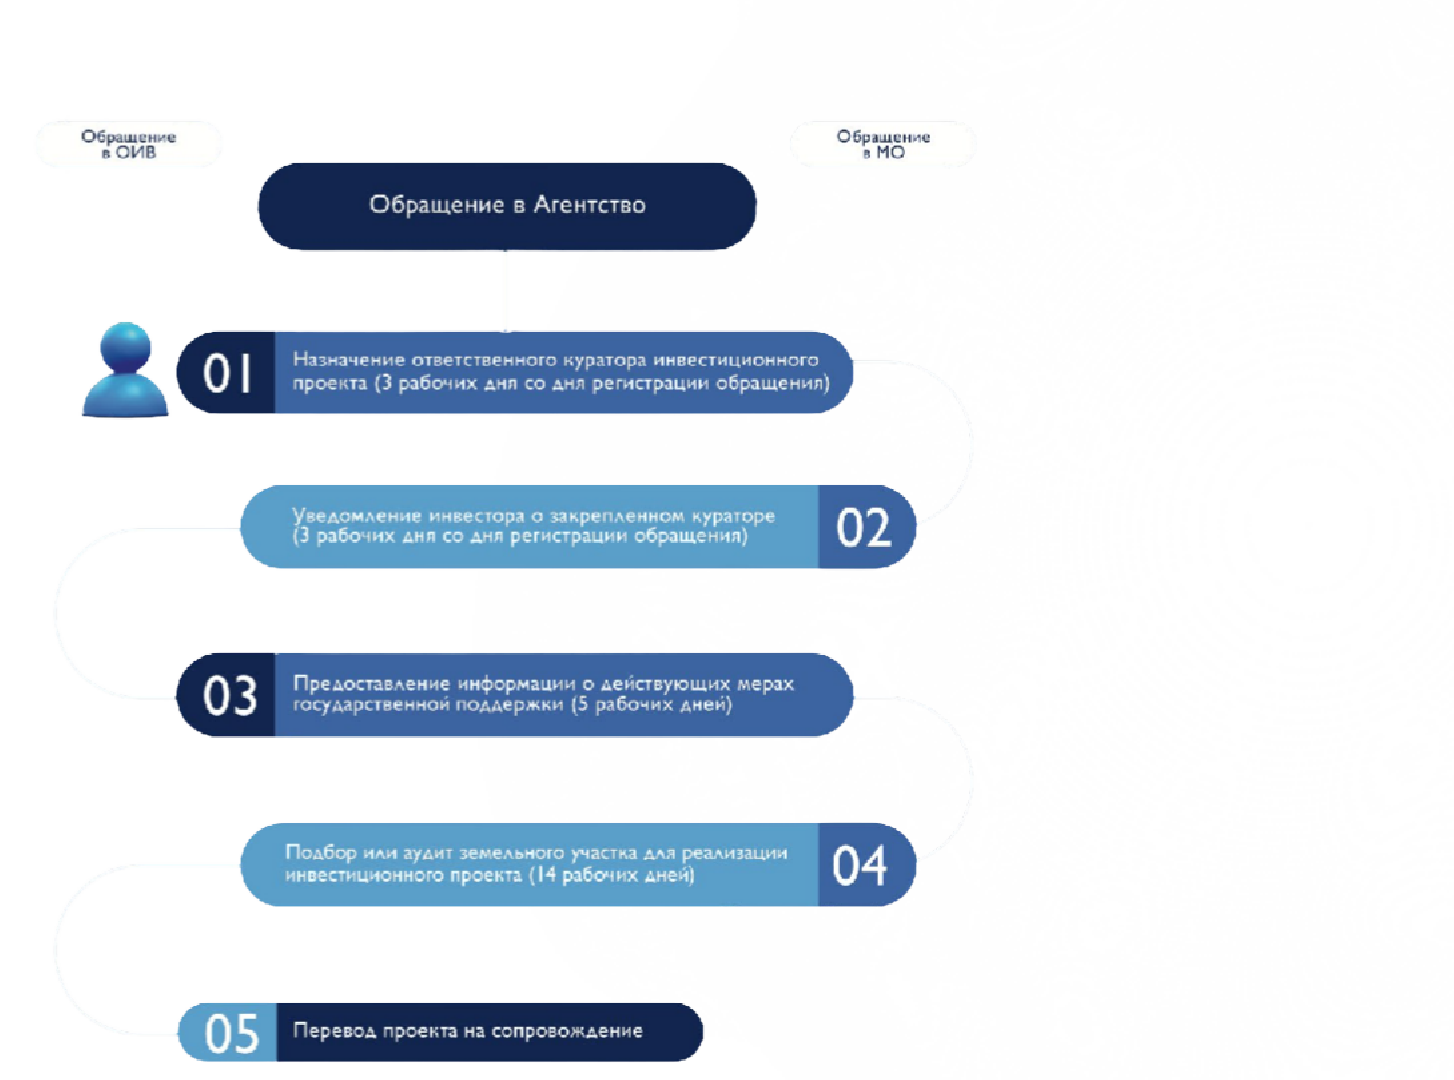 Обращение
в ОИВ
Обращение
в МО
Обращение в Агентство
01
Назначение ответственного куратора инвестиционного
проекта (3 рабочих дня со дня регистрации обращения)
Уведомление инвестора о закрепленном кураторе
(3 рабочих дня со дня регистрации обращения)
02
03
Предоставление информации о действующих мерах
государственной поддержки (5 рабочих дней)
Подбор или аудит земельного участка для реализации
инвестиционного проекта (14 рабочих дней)
04
05
Перевод проекта на сопровождение